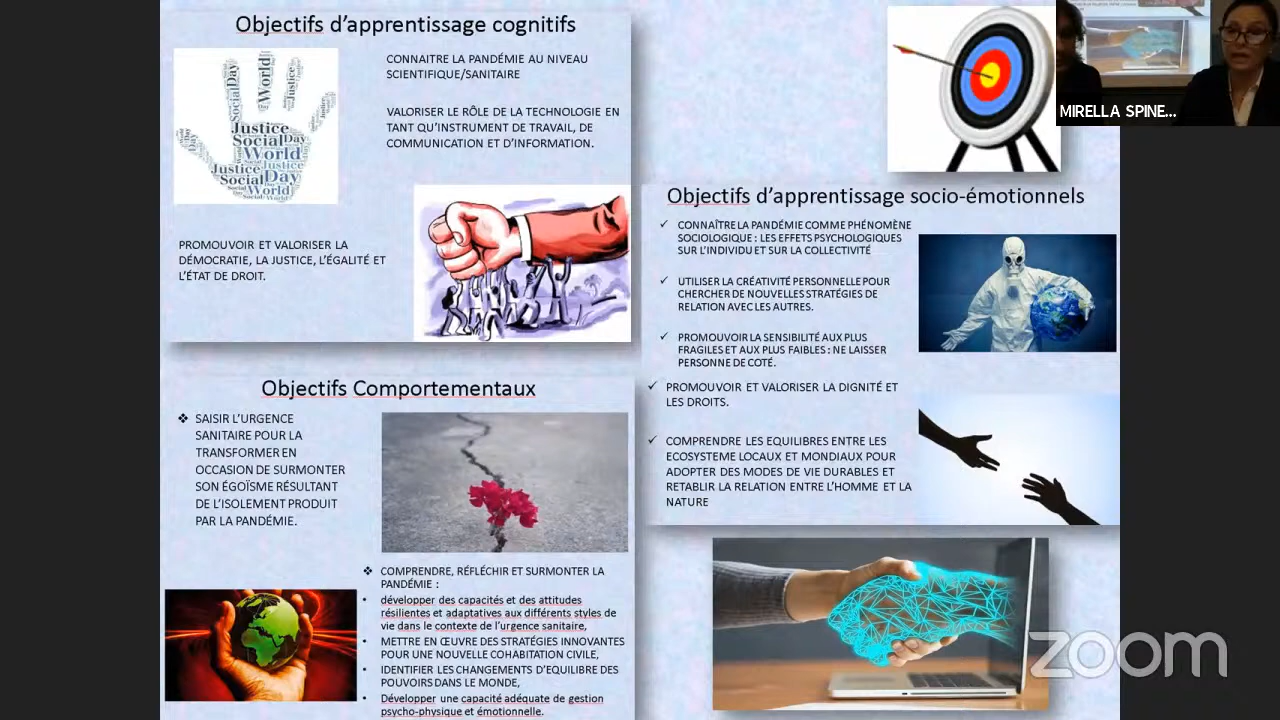 Objectifs d'apprentissage cognitifs
CONNAITRE LA PANDÉMIE AU NIVEAU
SCIENTIFIQUE/SANITAIRE
VALORISER LE RÔLE DE LA TECHNOLOGIE EN
TANT QU'INSTRUMENT DE TRAVAIL, DE
COMMUNICATION ET D'INFORMATION.
World
SocialDay
Justice
SocialDay
World
Justice
SocialDay
World
PROMOUVOIR ET VALORISER LA
DÉMOCRATIE, LA JUSTICE, L'ÉGALITÉ ET
L'ÉTAT DE DROIT.
MIRELLA SPINE...
Objectifs d'apprentissage socio-émotionnels
✓ CONNAÎTRE LA PANDÉMIE COMME PHÉNOMÈNE
SOCIOLOGIQUE : LES EFFETS PSYCHOLOGIQUES
SUR L'INDIVIDU ET SUR LA COLLECTIVITÉ
✓ UTILISER LA CRÉATIVITÉ PERSONNELLE POUR
CHERCHER DE NOUVELLES STRATÉGIES DE
RELATION AVEC LES AUTRES.
✓ PROMOUVOIR LA SENSIBILITÉ AUX PLUS
FRAGILES ET AUX PLUS FAIBLES : NE LAISSER
PERSONNE DE COTÉ.
✓ PROMOUVOIR ET VALORISER LA DIGNITÉ ET
LES DROITS.
✓ COMPRENDRE LES EQUILIBRES ENTRE LES
ECOSYSTEME LOCAUX ET MONDIAUX POUR
ADOPTER DES MODES DE VIE DURABLES ET
RETABLIR LA RELATION ENTRE L'HOMME ET LA
NATURE
Objectifs Comportementaux
❖ SAISIR L'URGENCE
SANITAIRE POUR LA
TRANSFORMER EN
OCCASION DE SURMONTER
SON ÉGOÏSME RÉSULTANT
DE L'ISOLEMENT PRODUIT
PAR LA PANDÉMIE.
❖ COMPRENDRE, RÉFLÉCHIR ET SURMONTER LA
PANDÉMIE :
• développer des capacités et des attitudes
résilientes et adaptatives aux différents styles de
vie dans le contexte de l'urgence sanitaire,
• METTRE EN ŒUVRE DES STRATÉGIES INNOVANTES
POUR UNE NOUVELLE COHABITATION CIVILE,
• IDENTIFIER LES CHANGEMENTS D'EQUILIBRE DES
POUVOIRS DANS LE MONDE,
• Développer une capacité adéquate de gestion
psycho-physique et émotionnelle.
zoom